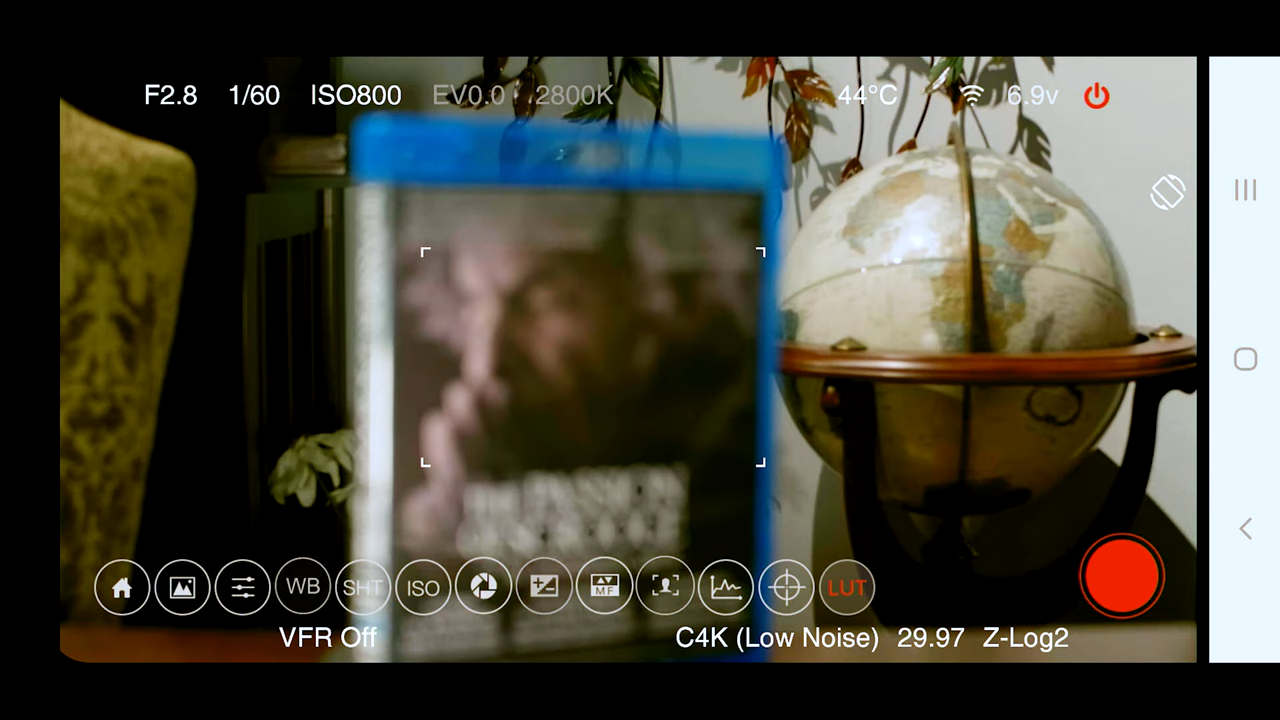 F2.8 1/60 ISO800 EV0.0 2800K 44°C 6.9v
WB SHT ISO MF LUT
VFR Off C4K (Low Noise) 29.97 Z-Log2